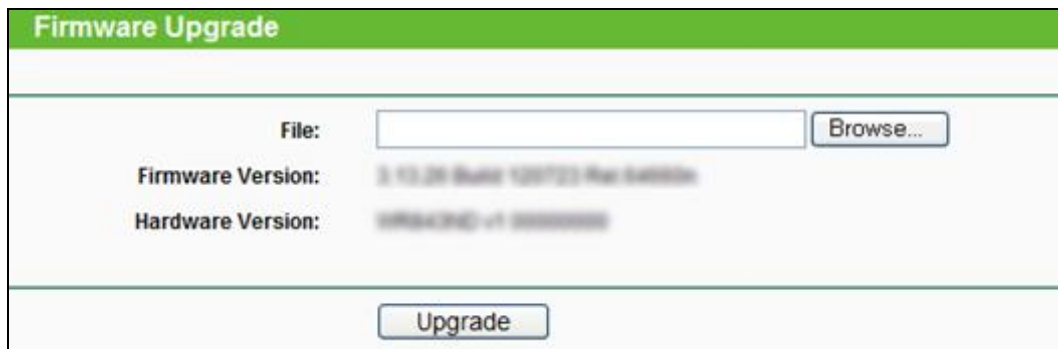 Firmware Upgrade
File: Browse...
Firmware Version:
Hardware Version:
Upgrade